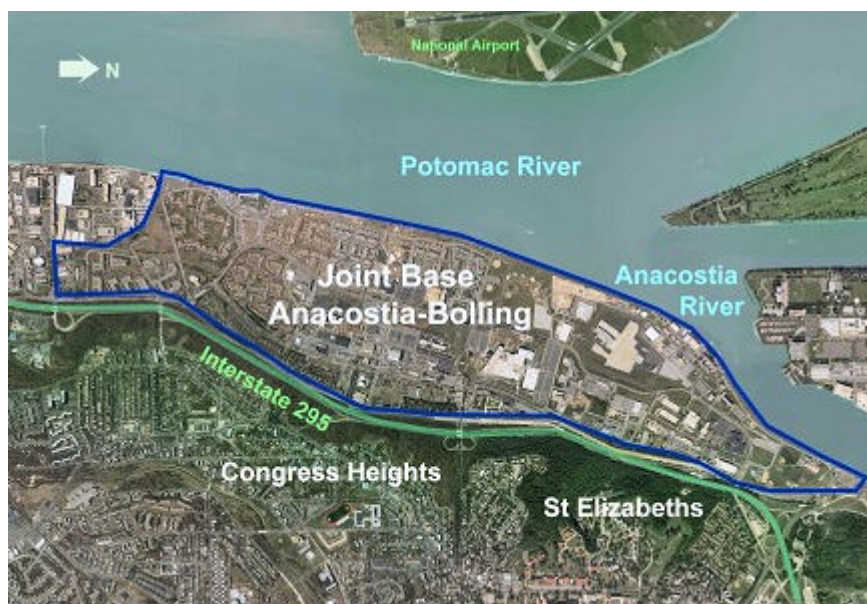 National Airport
N
Potomac River
Anacostia
River
Joint Base
Anacostia-Bolling
Interstate 295
Congress Heights
St Elizabeths